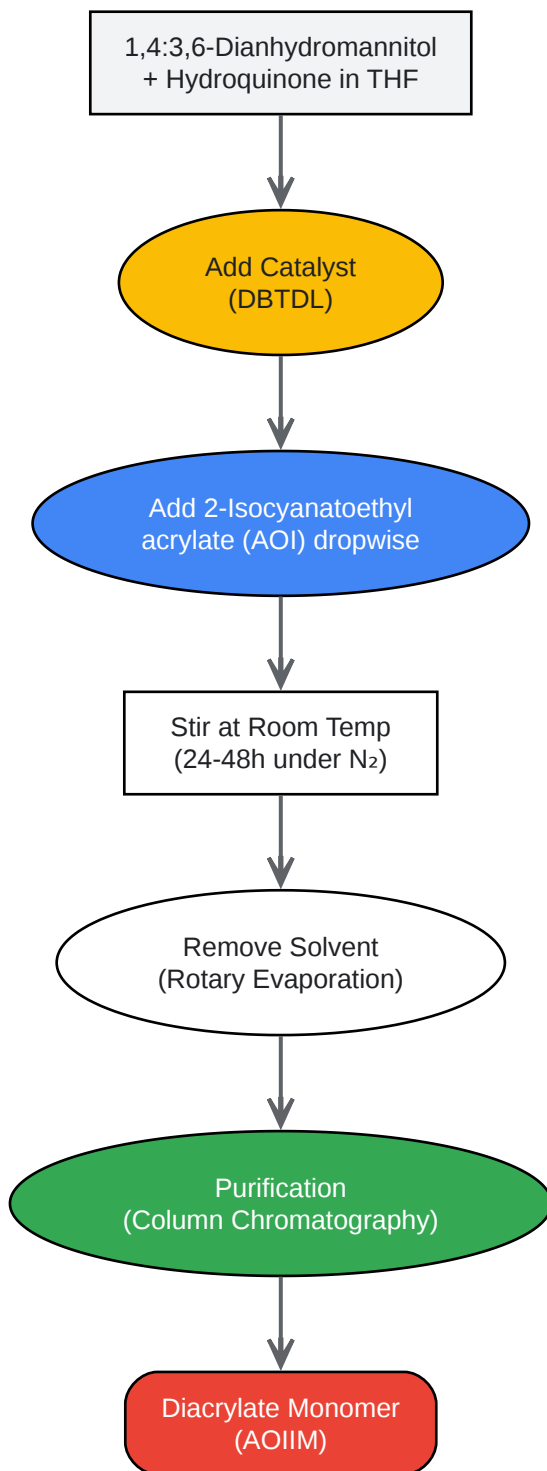 1,4:3,6-Dianhydromannitol
+ Hydroquinone in THF
Add Catalyst
(DBTDL)
Add 2-Isocyanatoethyl
acrylate (AOI) dropwise
Stir at Room Temp
(24-48h under N₂)
Remove Solvent
(Rotary Evaporation)
Purification
(Column Chromatography)
Diacrylate Monomer
(AOIIM)